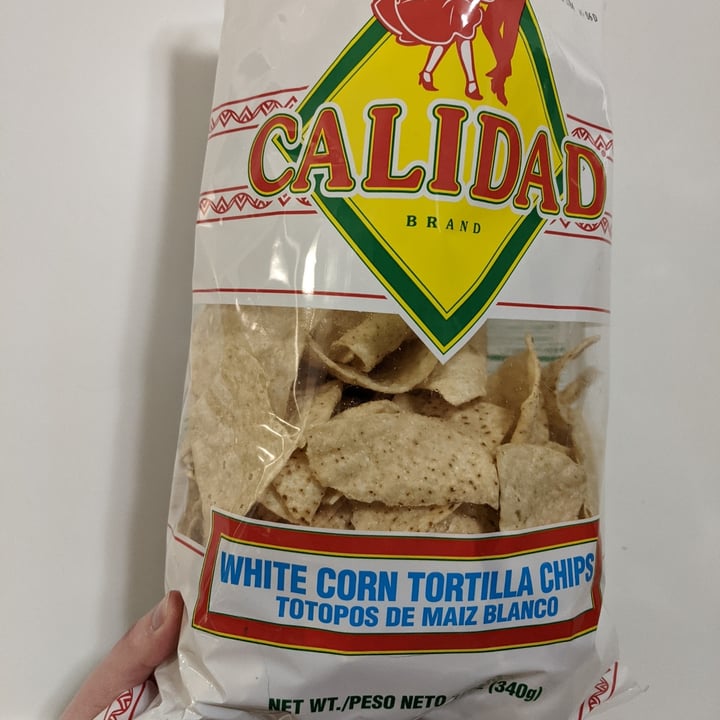 CALIDAD
BRAND
WHITE CORN TORTILLA CHIPS
TOTOPOS DE MAIZ BLANCO
NET WT./PESO NETO (340g)